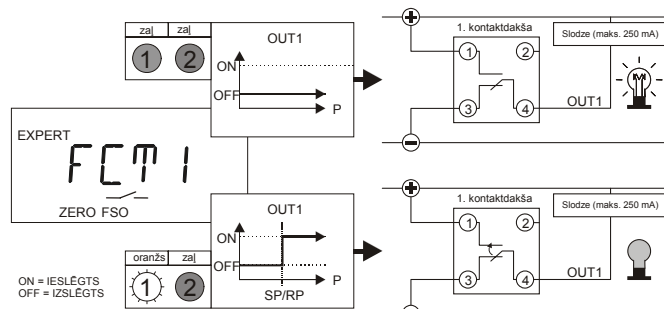 zaļ zaļ
1 2
OUT1
ON
OFF
P
1. kontaktdakša
1 2
3 4
Slodze (maks. 250 mA)
OUT1
EXPERT
FCT1
ZERO FSO
oranžs zaļ
1 2
OUT1
ON
OFF
P
SP/RP
1. kontaktdakša
1 2
3 4
Slodze (maks. 250 mA)
OUT1
ON = IESLĒGTS
OFF = IZSLĒGTS